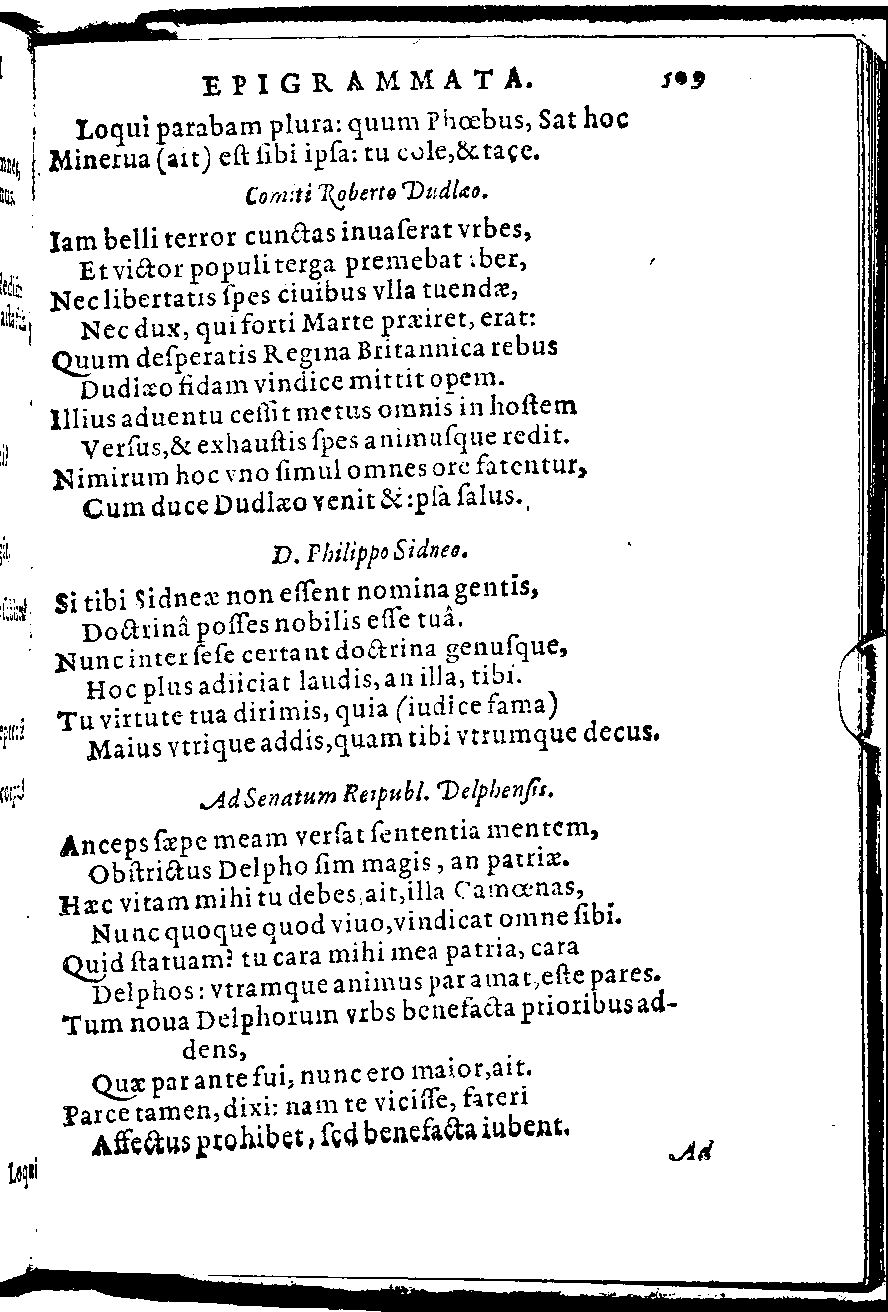 EPIGRAMMATA. 509
Loqui parabam plura: quum Phœbus, Sat hoc
Minerua (ait) eſt ſibi ipſa: tu cole,& tace.
Comiti Roberto Dudlæo.
Iam belli terror cunctas inuaſerat vrbes,
Et victor populi terga premebat iber,
Nec libertatis ſpes ciuibus vlla tuendæ,
Nec dux, qui forti Marte præiret, erat:
Quum deſperatis Regina Britannica rebus
Dudlæo fidam vindice mittit opem.
Illius aduentu ceſſit metus omnis in hoſtem
Verſus,& exhauſtis ſpes animuſque redit.
Nimirum hoc vno ſimul omnes ore fatentur,
Cum duce Dudlæo venit & ipſa ſalus.
D. Philippo Sidneo.
Si tibi Sidneæ non eſſent nomina gentis,
Doctrinâ poſſes nobilis eſſe tuâ.
Nunc inter ſeſe certant doctrina genuſque,
Hoc plus adiiciat laudis, an illa, tibi.
Tu virtute tua dirimis, quia (iudice fama)
Maius vtrique addis,quam tibi vtrumque decus.
Ad Senatum Reipubl. Delphenſis.
Anceps ſæpe meam verſat ſententia mentem,
Obſtrictus Delpho ſim magis, an patriæ.
Hæc vitam mihi tu debes,ait,illa Camœnas,
Nunc quoque quod viuo,vindicat omne ſibi.
Quid ſtatuam? tu cara mihi mea patria, cara
Delphos: vtramque animus par amat,eſte pares.
Tum noua Delphorum vrbs benefacta prioribus ad-
dens,
Quæ par ante fui, nunc ero maior,ait.
Parce tamen,dixi: nam te viciſſe, fateri
Affectus prohibet, ſed benefacta iubent.
Ad
Loqui